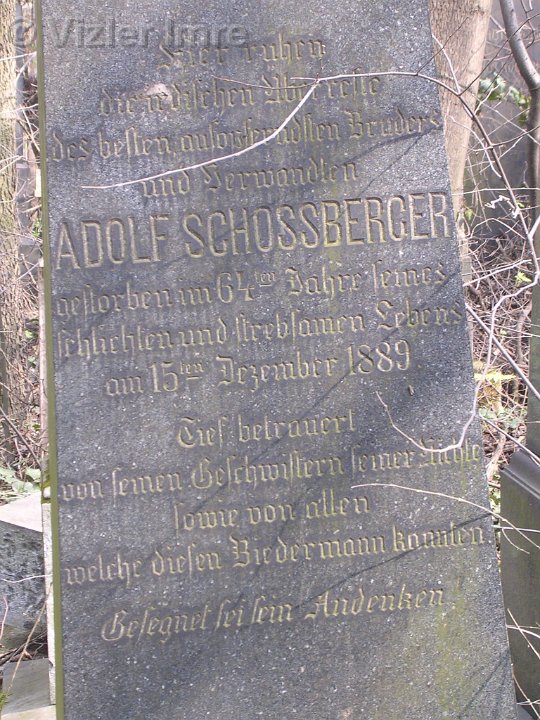 © Vizler Imre
Hier ruhen
die irdischen Überreste
des besten, aufopferndsten Bruders
und Verwandten
ADOLF SCHOSSBERGER
gestorben im 64ten Jahre seines
schlichten und strebsamen Lebens
am 15ten Dezember 1889
Tief betrauert
von seinen Geschwistern seiner Nichte
sowie von allen
welche diesen Biedermann kannten.
Gesegnet sei sein Andenken